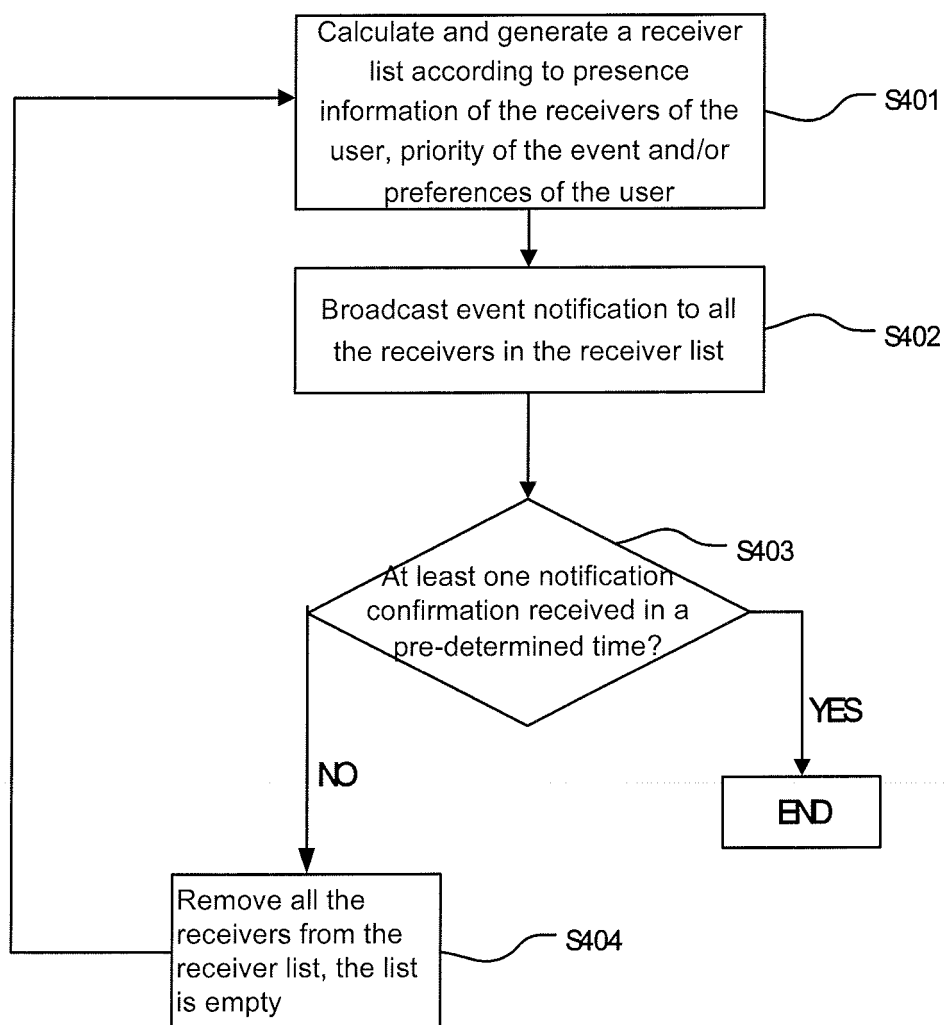 Calculate and generate a receiver
list according to presence
information of the receivers of the
user, priority of the event and/or
preferences of the user
S401
Broadcast event notification to all
the receivers in the receiver list
S402
S403
At least one notification
confirmation received in a
pre-determined time?
YES
NO
END
Remove all the
receivers from the
receiver list, the list
is empty
S404